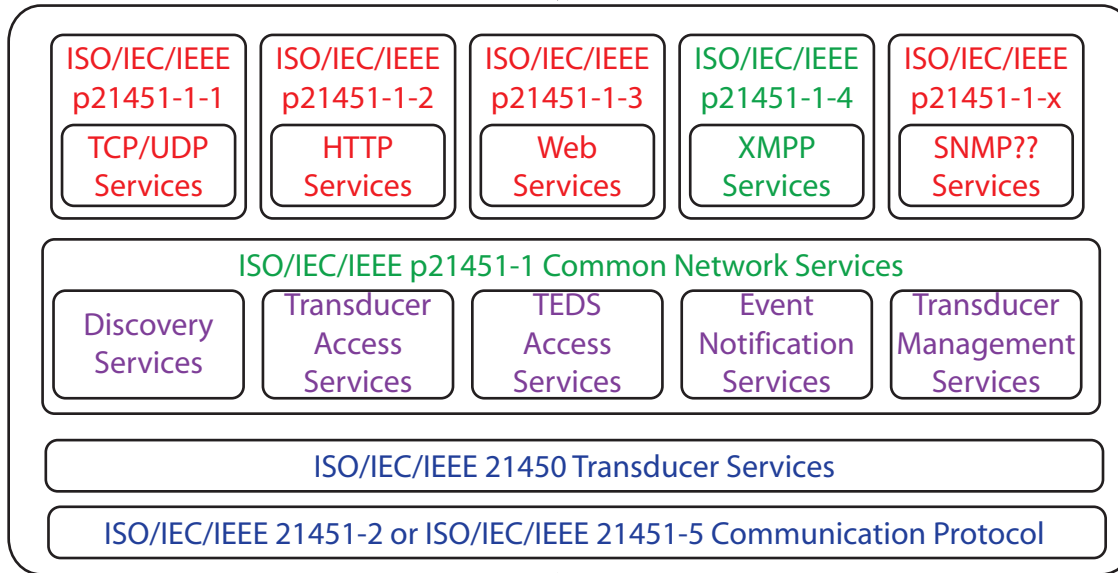 ISO/IEC/IEEE
p21451-1-1
TCP/UDP
Services
ISO/IEC/IEEE
p21451-1-2
HTTP
Services
ISO/IEC/IEEE
p21451-1-3
Web
Services
ISO/IEC/IEEE
p21451-1-4
XMPP
Services
ISO/IEC/IEEE
p21451-1-x
SNMP??
Services
ISO/IEC/IEEE p21451-1 Common Network Services
Discovery
Services
Transducer
Access
Services
TEDS
Access
Services
Event
Notification
Services
Transducer
Management
Services
ISO/IEC/IEEE 21450 Transducer Services
ISO/IEC/IEEE 21451-2 or ISO/IEC/IEEE 21451-5 Communication Protocol